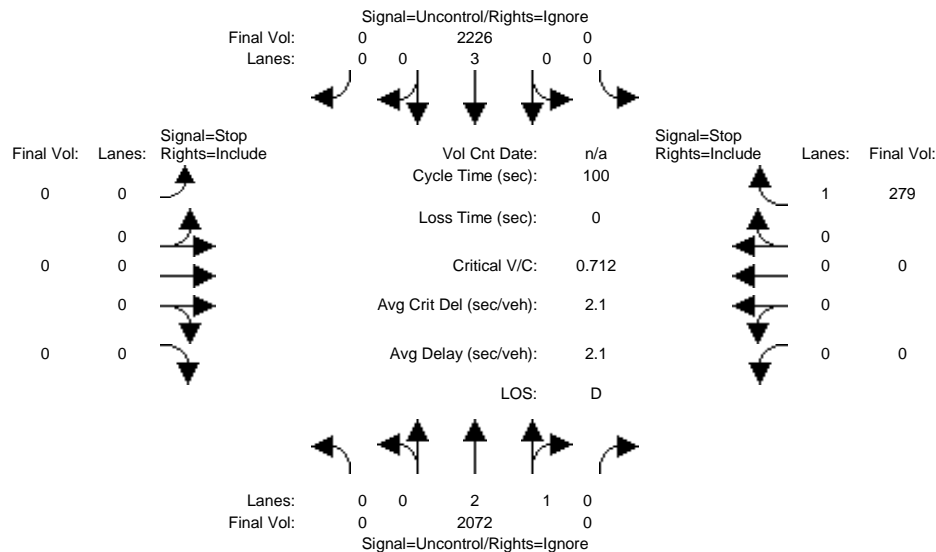 Signal=Uncontrol/Rights=Ignore
Final Vol: 0 2226 0
Lanes: 0 0 3 0 0
Signal=Stop Signal=Stop
Final Vol: Lanes: Rights=Include Vol Cnt Date: n/a Rights=Include Lanes: Final Vol:
Cycle Time (sec): 100
0 0 1 279
Loss Time (sec): 0
0 0
0 0 Critical V/C: 0.712 0 0
0 Avg Crit Del (sec/veh): 2.1 0
0 0 Avg Delay (sec/veh): 2.1 0 0
LOS: D
Lanes: 0 0 2 1 0
Final Vol: 0 2072 0
Signal=Uncontrol/Rights=Ignore